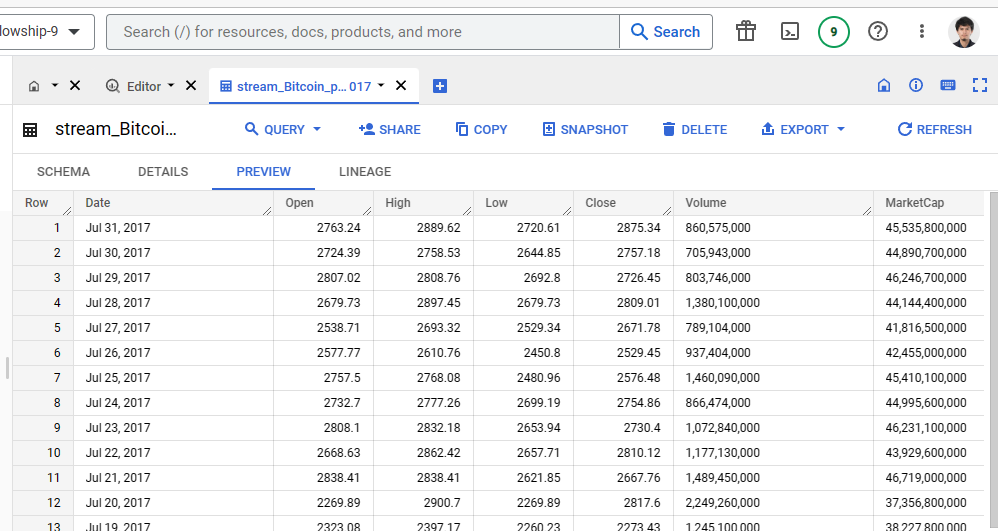 lowship-9 Search (/) for resources, docs, products, and more Search 9
Editor stream_Bitcoin_p... 017
stream_Bitcoi... QUERY SHARE COPY SNAPSHOT DELETE EXPORT REFRESH
SCHEMA DETAILS PREVIEW LINEAGE
Row Date Open High Low Close Volume MarketCap
1 Jul 31, 2017 2763.24 2889.62 2720.61 2875.34 860,575,000 45,535,800,000
2 Jul 30, 2017 2724.39 2758.53 2644.85 2757.18 705,943,000 44,890,700,000
3 Jul 29, 2017 2807.02 2808.76 2692.8 2726.45 803,746,000 46,246,700,000
4 Jul 28, 2017 2679.73 2897.45 2679.73 2809.01 1,380,100,000 44,144,400,000
5 Jul 27, 2017 2538.71 2693.32 2529.34 2671.78 789,104,000 41,816,500,000
6 Jul 26, 2017 2577.77 2610.76 2450.8 2529.45 937,404,000 42,455,000,000
7 Jul 25, 2017 2757.5 2768.08 2480.96 2576.48 1,460,090,000 45,410,100,000
8 Jul 24, 2017 2732.7 2777.26 2699.19 2754.86 866,474,000 44,995,600,000
9 Jul 23, 2017 2808.1 2832.18 2653.94 2730.4 1,072,840,000 46,231,100,000
10 Jul 22, 2017 2668.63 2862.42 2657.71 2810.12 1,177,130,000 43,929,600,000
11 Jul 21, 2017 2838.41 2838.41 2621.85 2667.76 1,489,450,000 46,719,000,000
12 Jul 20, 2017 2269.89 2900.7 2269.89 2817.6 2,249,260,000 37,356,800,000
13 Jul 19, 2017 2323.08 2397.17 2260.23 2273.43 1,245,100,000 38,227,800,000